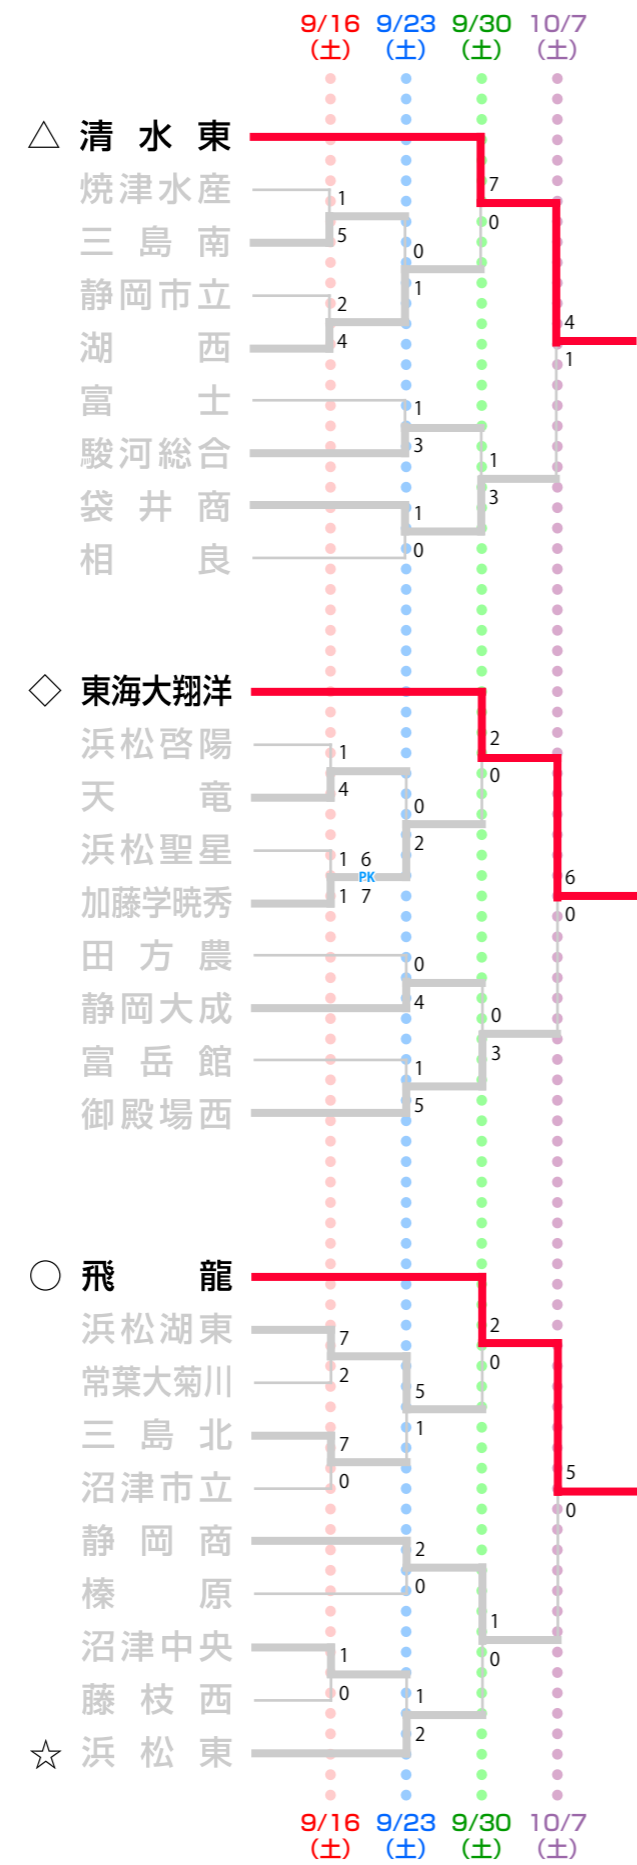 9/16 9/23 9/30 10/7
(土) (土) (土) (土)
△ 清水東
7
焼津水産
1
0
三島南
5
0
静岡市立
1
2
4
湖西
4
1
富士
1
駿河総合
3
1
袋井商
3
1
相良
0
◇ 東海大翔洋
2
浜松啓陽
1
0
天竜
4
0
浜松聖星
2
1 6
PK
6
加藤学暁秀
1 7
0
田方農
0
静岡大成
4
0
富岳館
3
1
御殿場西
5
○ 飛龍
2
浜松湖東
7
0
常葉大菊川
2
5
三島北
1
7
沼津市立
0
5
0
静岡商
2
榛原
0
1
沼津中央
0
1
藤枝西
0
1
2
☆ 浜松東
9/16 9/23 9/30 10/7
(土) (土) (土) (土)